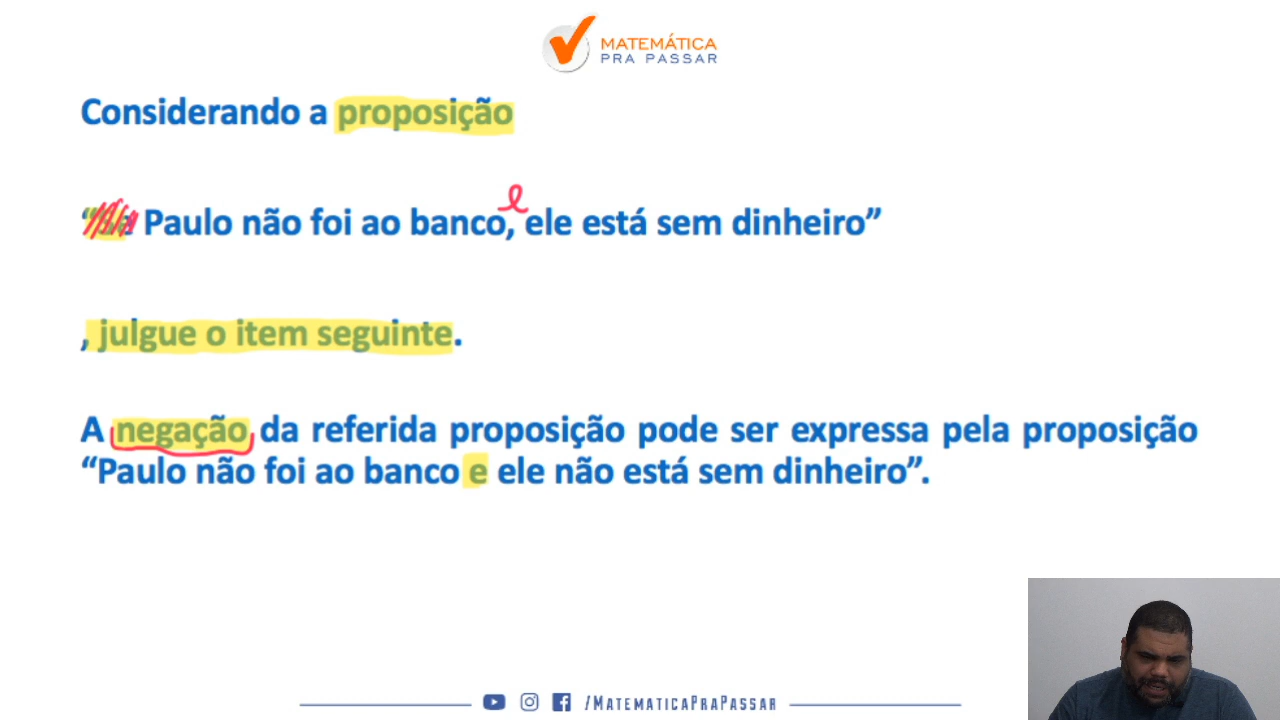 MATEMÁTICA
PRA PASSAR
Considerando a proposição
e
“Se Paulo não foi ao banco, ele está sem dinheiro”
, julgue o item seguinte.
A negação da referida proposição pode ser expressa pela proposição
“Paulo não foi ao banco e ele não está sem dinheiro”.
/MATEMATICAPRAPASSAR